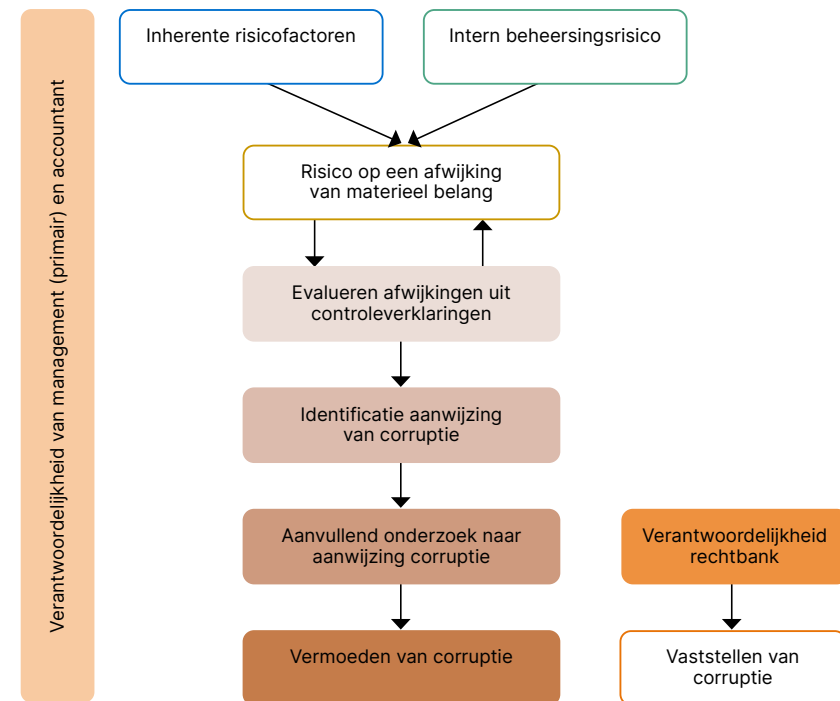 Verantwoordelijkheid van management (primair) en accountant
Inherente risicofactoren
Intern beheersingsrisico
Risico op een afwijking
van materieel belang
Evalueren afwijkingen uit
controleverklaringen
Identificatie aanwijzing
van corruptie
Aanvullend onderzoek naar
aanwijzing corruptie
Verantwoordelijkheid
rechtbank
Vermoeden van corruptie
Vaststellen van
corruptie